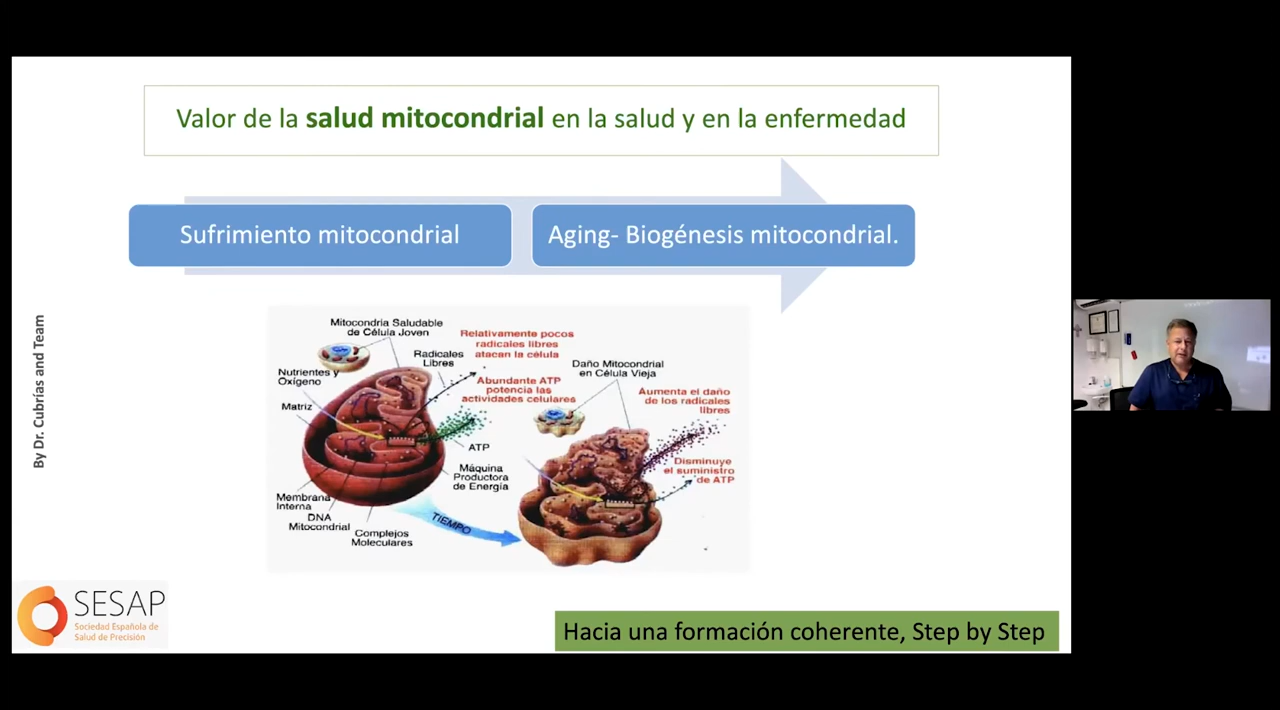 Valor de la salud mitocondrial en la salud y en la enfermedad
Sufrimiento mitocondrial
Aging- Biogénesis mitocondrial.
By Dr. Cubrias and Team
Mitocondria Saludable
de Célula Joven
Relativamente pocos
radicales libres
atacan la célula
Radicales
Libres
Nutrientes y
Oxígeno
Abundante ATP
potencia las
actividades celulares
Matriz
ATP
Máquina
Productora
de Energía
Membrana
Interna
DNA
Mitocondrial
Complejos
Moleculares
TIEMPO
Daño Mitocondrial
en Célula Vieja
Aumenta el daño
de los radicales
libres
Disminuye
el suministro
de ATP
SESAP
Sociedad Española de
Salud de Precisión
Hacia una formación coherente, Step by Step